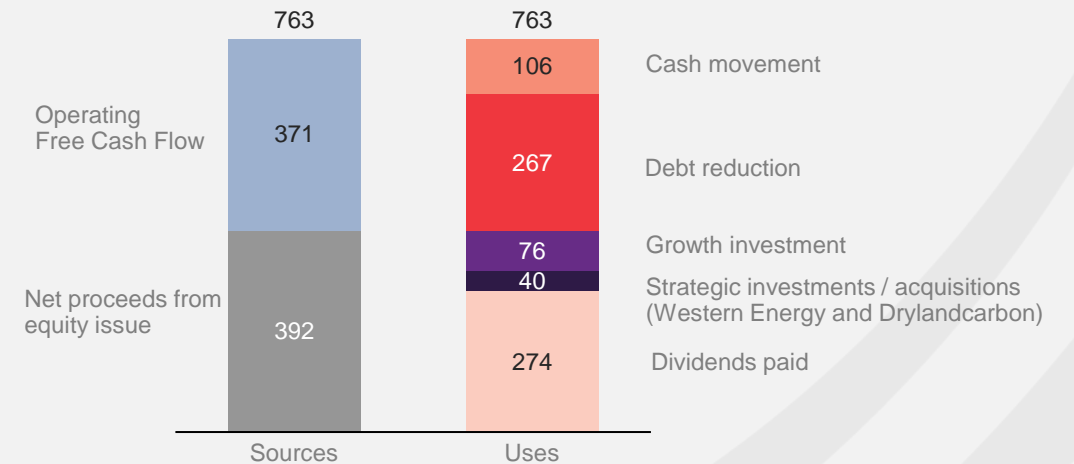 763
763
106
Cash movement
Operating
Free Cash Flow
371
267
Debt reduction
76
Growth investment
40
Strategic investments / acquisitions
(Western Energy and Drylandcarbon)
Net proceeds from
equity issue
392
274
Dividends paid
Sources
Uses